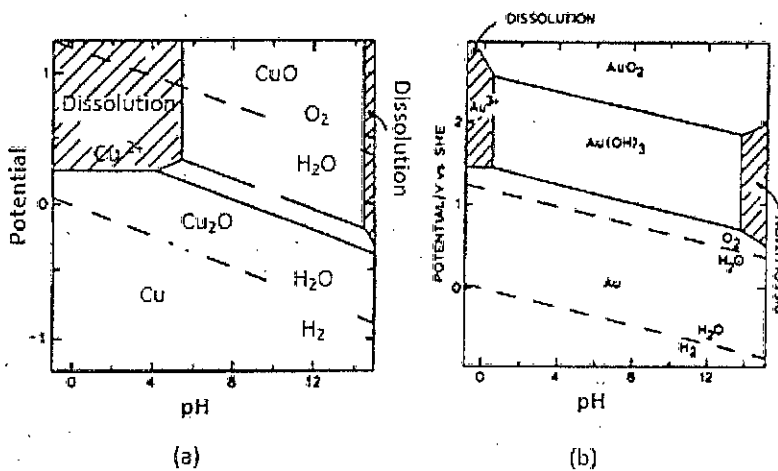 DISSOLUTION
1
0
-1
Potential
Dissolution
Cu²⁺
CuO
O₂
H₂O
Cu₂O
Cu
H₂O
H₂
Dissolution
0
4
8
12
pH
(a)
POTENTIAL/V vs. SHE
2
1
0
Au³⁺
AuO₂
Au(OH)₃
O₂
H₂O
Au
H₂O
H₂
DISSOLUTION
0
4
8
12
pH
(b)